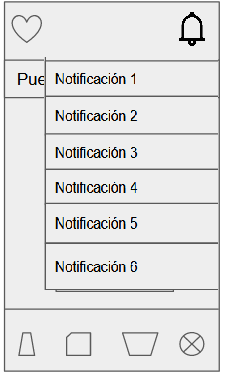 Pue
Notificación 1
Notificación 2
Notificación 3
Notificación 4
Notificación 5
Notificación 6